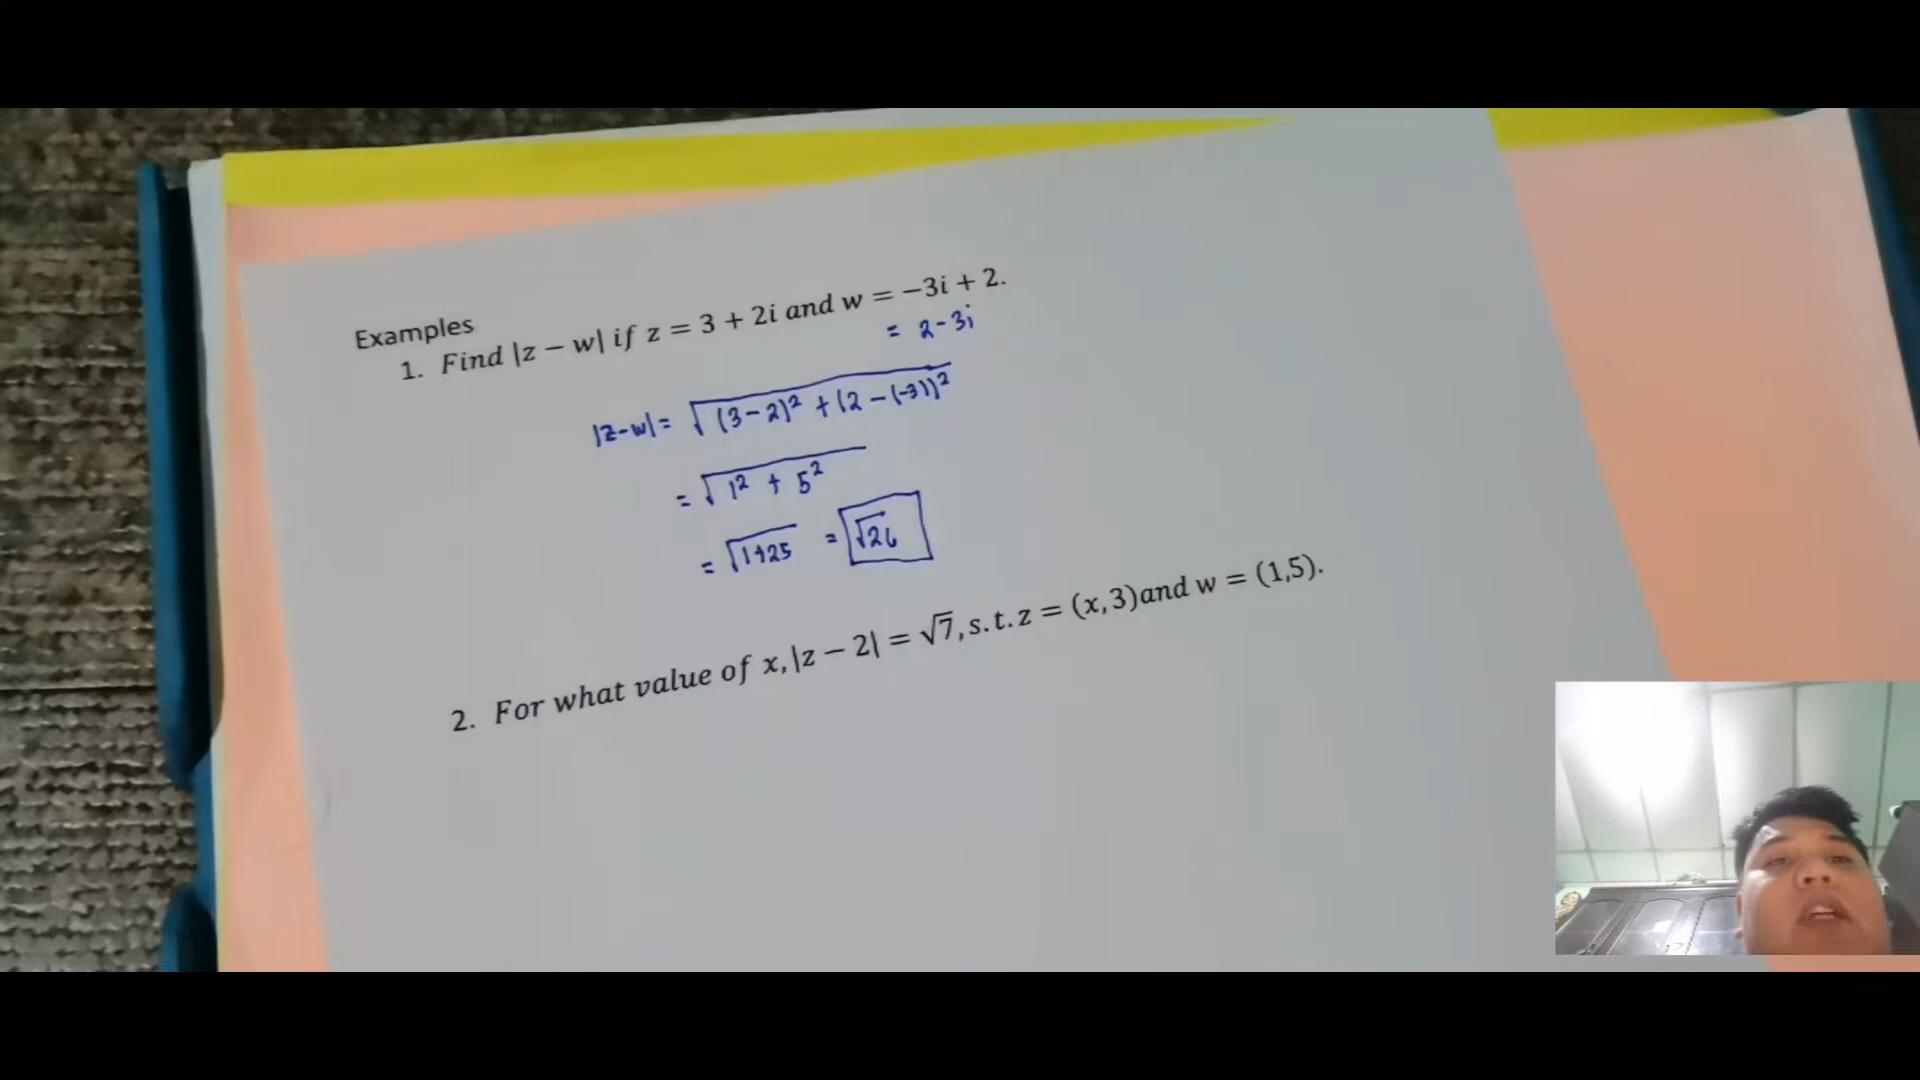 Examples
1. Find |z − w| if z = 3 + 2i and w = −3i + 2.
= 2 - 3i
|z-w| = √(3-2)² + (2-(-3))²
= √1² + 5²
= √1+25 = √26
2. For what value of x, |z − 2| = √7, s.t. z = (x, 3)and w = (1,5).